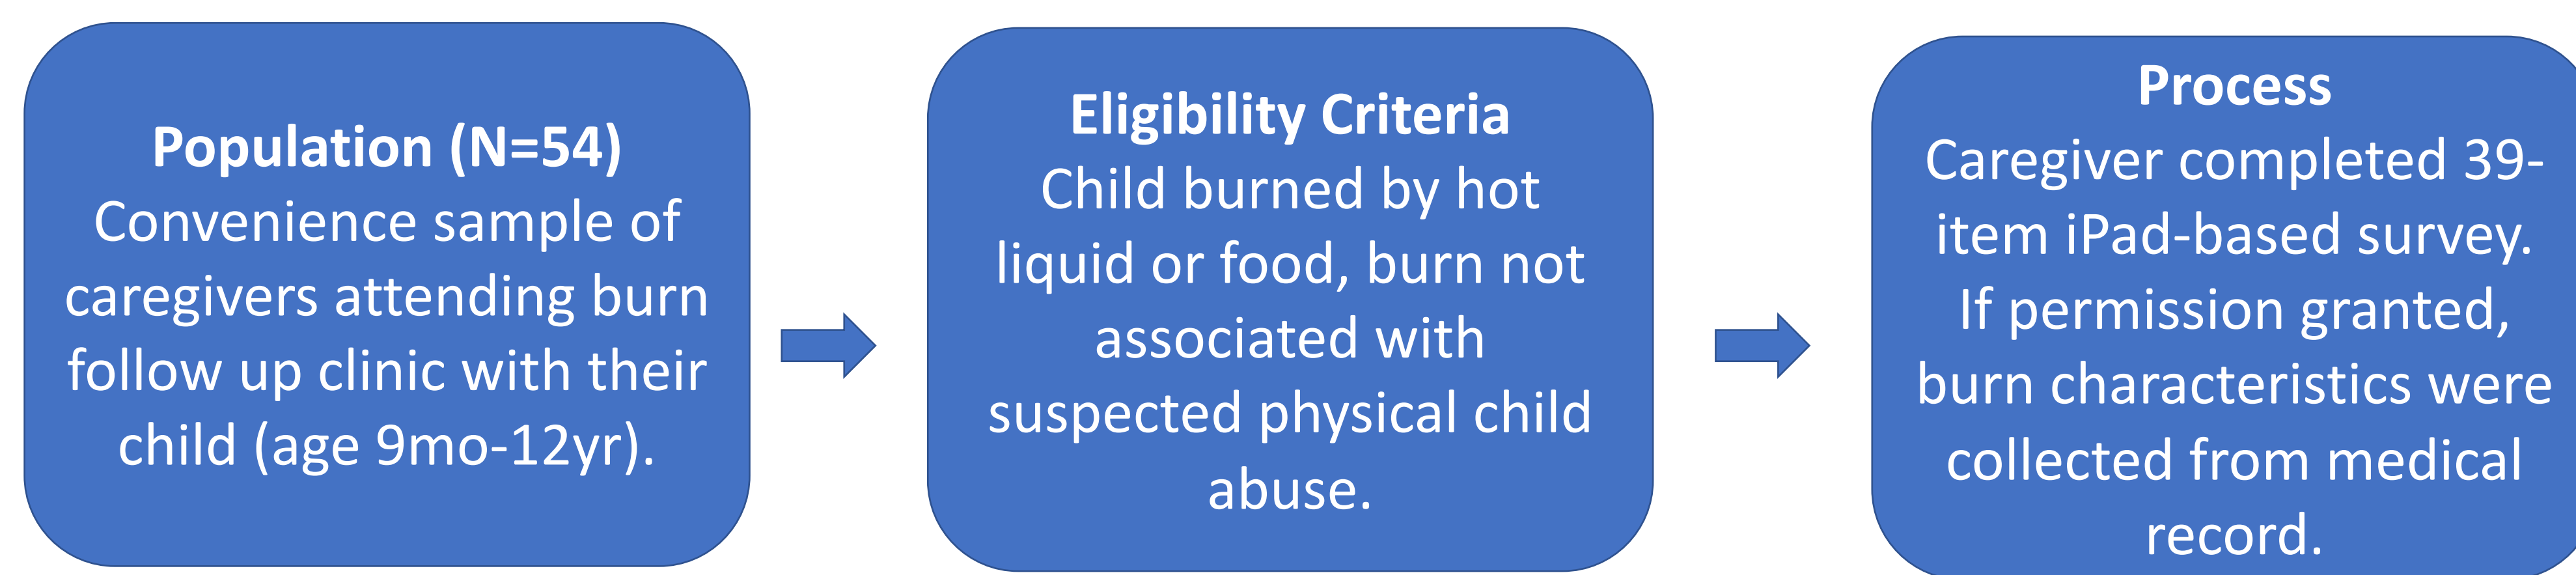 Population (N=54)
Convenience sample of
caregivers attending burn
follow up clinic with their
child (age 9mo-12yr).
Eligibility Criteria
Child burned by hot
liquid or food, burn not
associated with
suspected physical child
abuse.
Process
Caregiver completed 39-
item iPad-based survey.
If permission granted,
burn characteristics were
collected from medical
record.